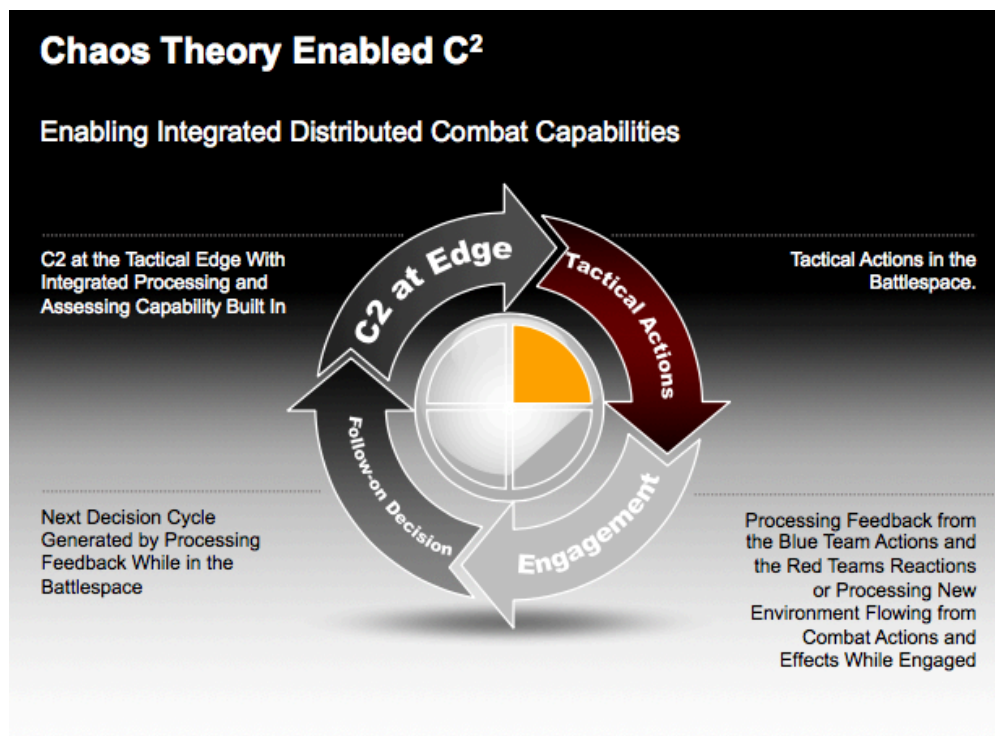 Chaos Theory Enabled C²
Enabling Integrated Distributed Combat Capabilities
C2 at the Tactical Edge With
Integrated Processing and
Assessing Capability Built In
C2 at Edge
Tactical Actions
Tactical Actions in the
Battlespace.
Follow-on Decision
Engagement
Next Decision Cycle
Generated by Processing
Feedback While in the
Battlespace
Processing Feedback from
the Blue Team Actions and
the Red Teams Reactions
or Processing New
Environment Flowing from
Combat Actions and
Effects While Engaged